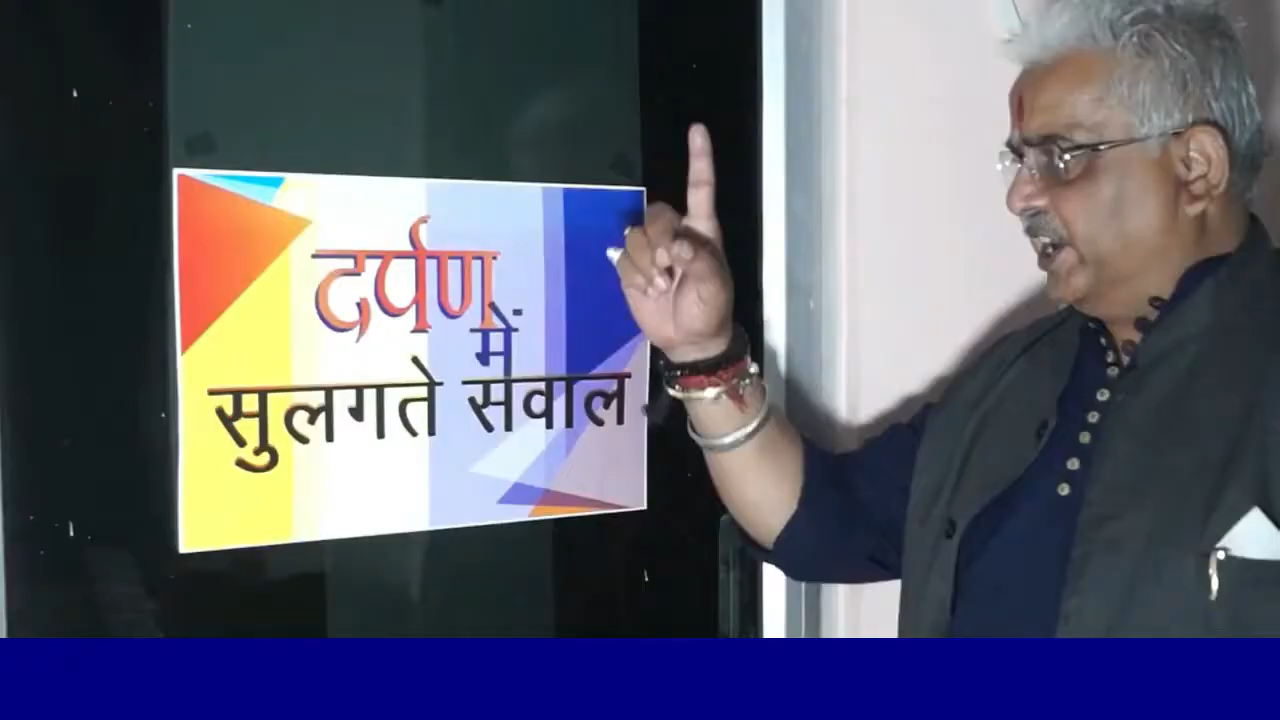 दर्पण
में
सुलगते सवाल